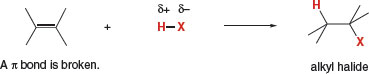 δ+ δ–
H
+ H–X
X
A π bond is broken.
alkyl halide